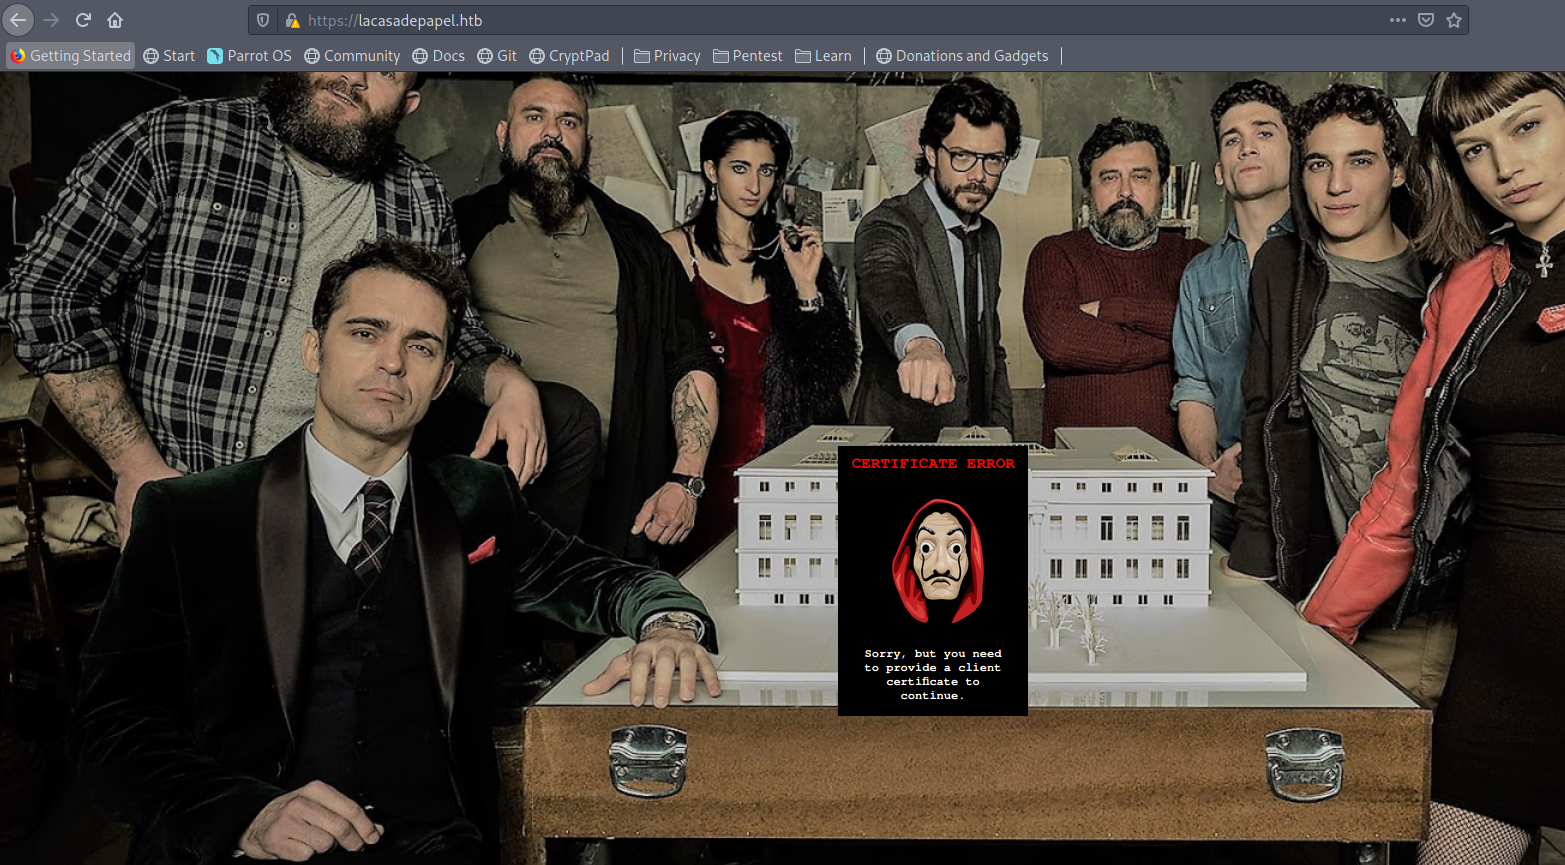 https://lacasadepapel.htb
Getting Started Start Parrot OS Community Docs Git CryptPad Privacy Pentest Learn Donations and Gadgets
CERTIFICATE ERROR
Sorry, but you need
to provide a client
certificate to
continue.